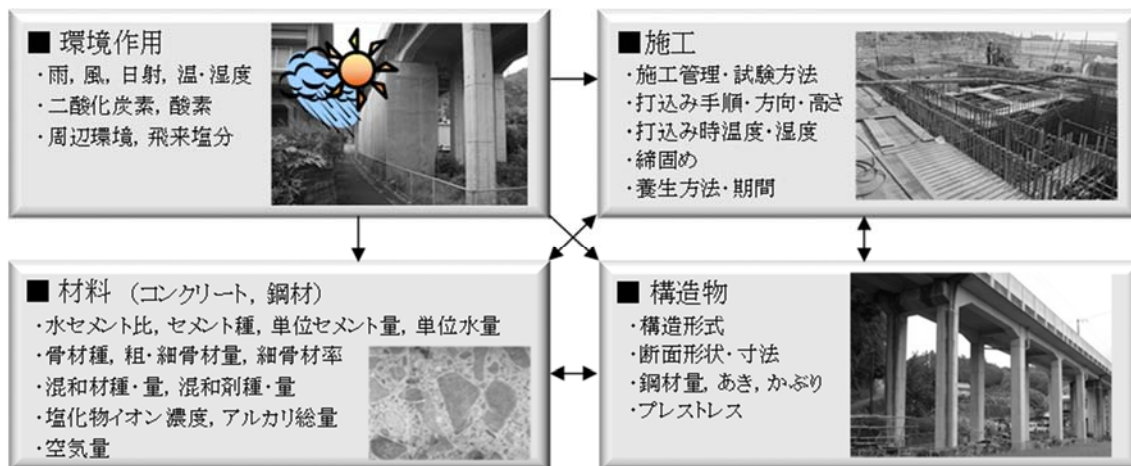 ■ 環境作用
・雨, 風, 日射, 温・湿度
・二酸化炭素, 酸素
・周辺環境, 飛来塩分
■ 施工
・施工管理・試験方法
・打込み手順・方向・高さ
・打込み時温度・湿度
・締固め
・養生方法・期間
■ 材料 (コンクリート, 鋼材)
・水セメント比, セメント種, 単位セメント量, 単位水量
・骨材種, 粗・細骨材量, 細骨材率
・混和材種・量, 混和剤種・量
・塩化物イオン濃度, アルカリ総量
・空気量
■ 構造物
・構造形式
・断面形状・寸法
・鋼材量, あき, かぶり
・プレストレス